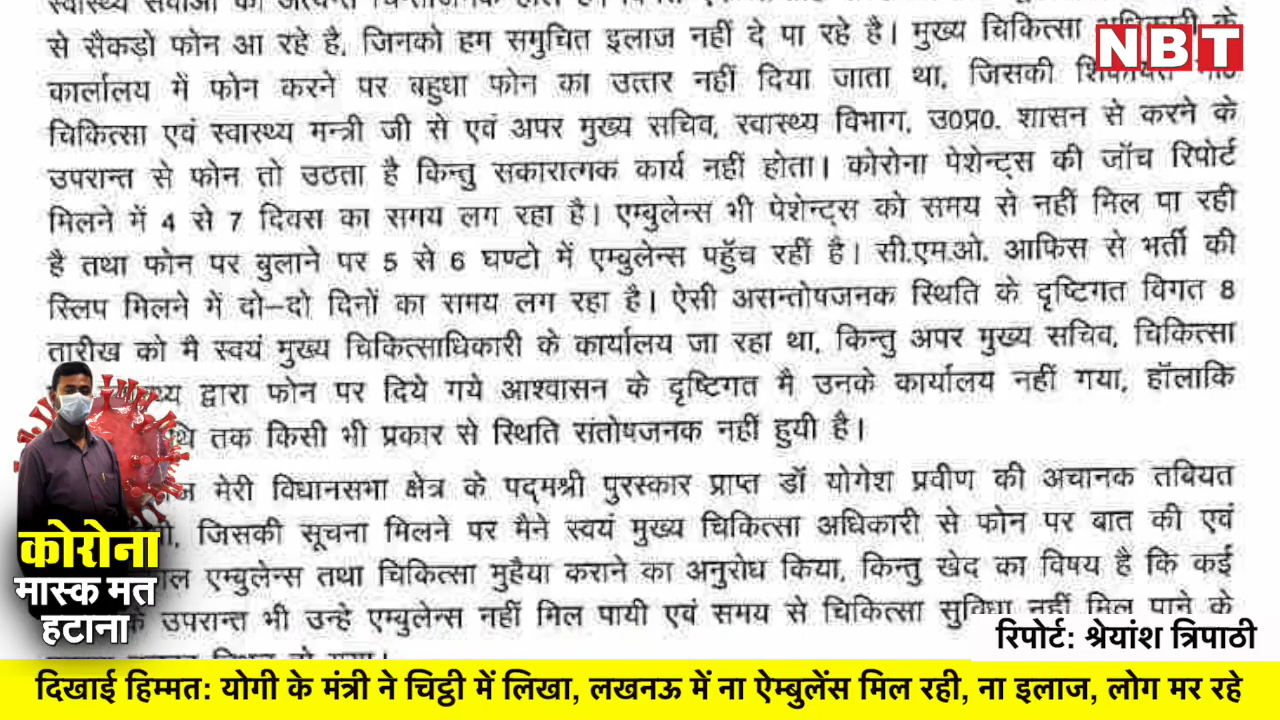 से सैकड़ो फोन आ रहे है, जिनको हम समुचित इलाज नहीं दे पा रहे है। मुख्य चिकित्सा अधिकारी के
NBT
कार्लालय में फोन करने पर बहुधा फोन का उत्तर नहीं दिया जाता था, जिसकी
चिकित्सा एवं स्वास्थ्य मन्त्री जी से एवं अपर मुख्य सचिव, स्वास्थ्य विभाग, उ0प्र0. शासन से करने के
उपरान्त से फोन तो उठता है किन्तु सकारात्मक कार्य नहीं होता। कोरोना पेशेन्ट्स की जॉच रिपोर्ट
मिलने में 4 से 7 दिवस का समय लग रहा है। एम्बुलेन्स भी पेशेन्ट्स को समय से नहीं मिल पा रही
है तथा फोन पर बुलाने पर 5 से 6 घण्टो में एम्बुलेन्स पहुँच रहीं है। सी.एम.ओ. आफिस से भर्ती की
स्लिप मिलने में दो–दो दिनों का समय लग रहा है। ऐसी असन्तोषजनक स्थिति के दृष्टिगत विगत 8
तारीख को मै स्वयं मुख्य चिकित्साधिकारी के कार्यालय जा रहा था, किन्तु अपर मुख्य सचिव, चिकित्सा
द्वारा फोन पर दिये गये आश्वासन के दृष्टिगत मै उनके कार्यालय नहीं गया, हॉलाकि
तक किसी भी प्रकार से स्थिति संतोषजनक नहीं हुयी है।
मेरी विधानसभा क्षेत्र के पद्मश्री पुरस्कार प्राप्त डॉ योगेश प्रवीण की अचानक तबियत
जिसकी सूचना मिलने पर मैने स्वयं मुख्य चिकित्सा अधिकारी से फोन पर बात की एवं
एम्बुलेन्स तथा चिकित्सा मुहैया कराने का अनुरोध किया, किन्तु खेद का विषय है कि कई
उपरान्त भी उन्हे एम्बुलेन्स नहीं मिल पायी एवं समय से चिकित्सा सुविधा नहीं मिल पाने के
कोरोना
मास्क मत
हटाना
रिपोर्ट: श्रेयांश त्रिपाठी
दिखाई हिम्मत: योगी के मंत्री ने चिट्ठी में लिखा, लखनऊ में ना ऐम्बुलेंस मिल रही, ना इलाज, लोग मर रहे